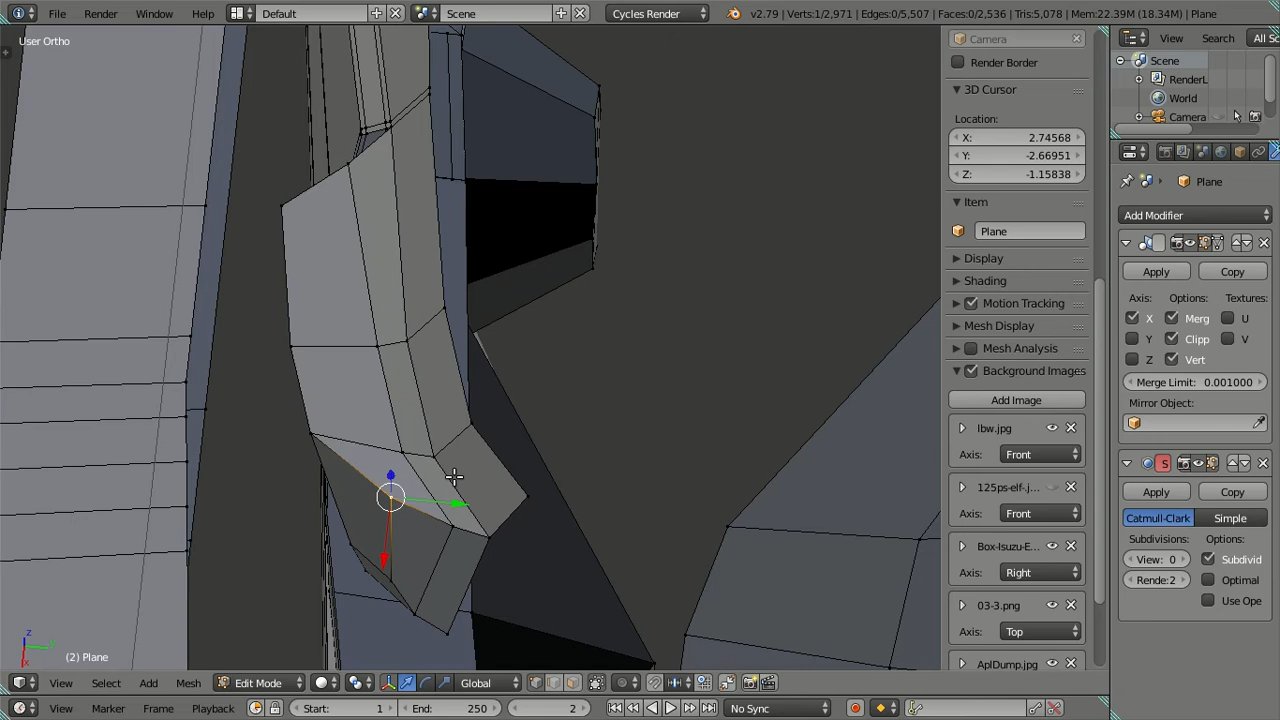 File Render Window Help Default Scene Cycles Render v2.79 | Verts:1/2,971 | Edges:0/5,507 | Faces:0/2,536 | Tris:5,078 | Mem:22.39M (18.34M) | Plane
User Ortho
Camera
Render Border
3D Cursor
Location:
X: 2.74568
Y: -2.66951
Z: -1.15838
Item
Plane
Display
Shading
Motion Tracking
Mesh Display
Mesh Analysis
Background Images
Add Image
lbw.jpg
Axis: Front
125ps-elf-.j...
Axis: Front
Box-Isuzu-E...
Axis: Right
03-3.png
Axis: Top
AplDump.jpg
View Search All Sc
Scene
RenderL
World
Camera
Plane
Add Modifier
Apply Copy
Axis: Options: Textures:
X Merg U
Y Clipp V
Z Vert
Merge Limit: 0.001000
Mirror Object:
S
Apply Copy
Catmull-Clark Simple
Subdivisions: Options:
View: 0 Subdivid
Rende:2 Optimal
Use Ope
z
y
x
(2) Plane
View Select Add Mesh Edit Mode Global
View Marker Frame Playback Start: 1 End: 250 2 No Sync